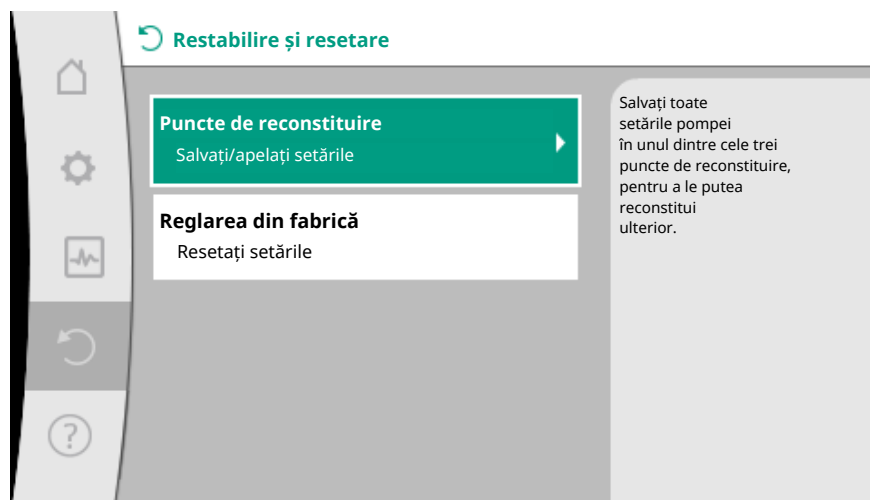 Restabilire și resetare
Puncte de reconstituire
Salvați/apelați setările
Reglarea din fabrică
Resetați setările
Salvați toate
setările pompei
în unul dintre cele trei
puncte de reconstituire,
pentru a le putea
reconstitui
ulterior.
?